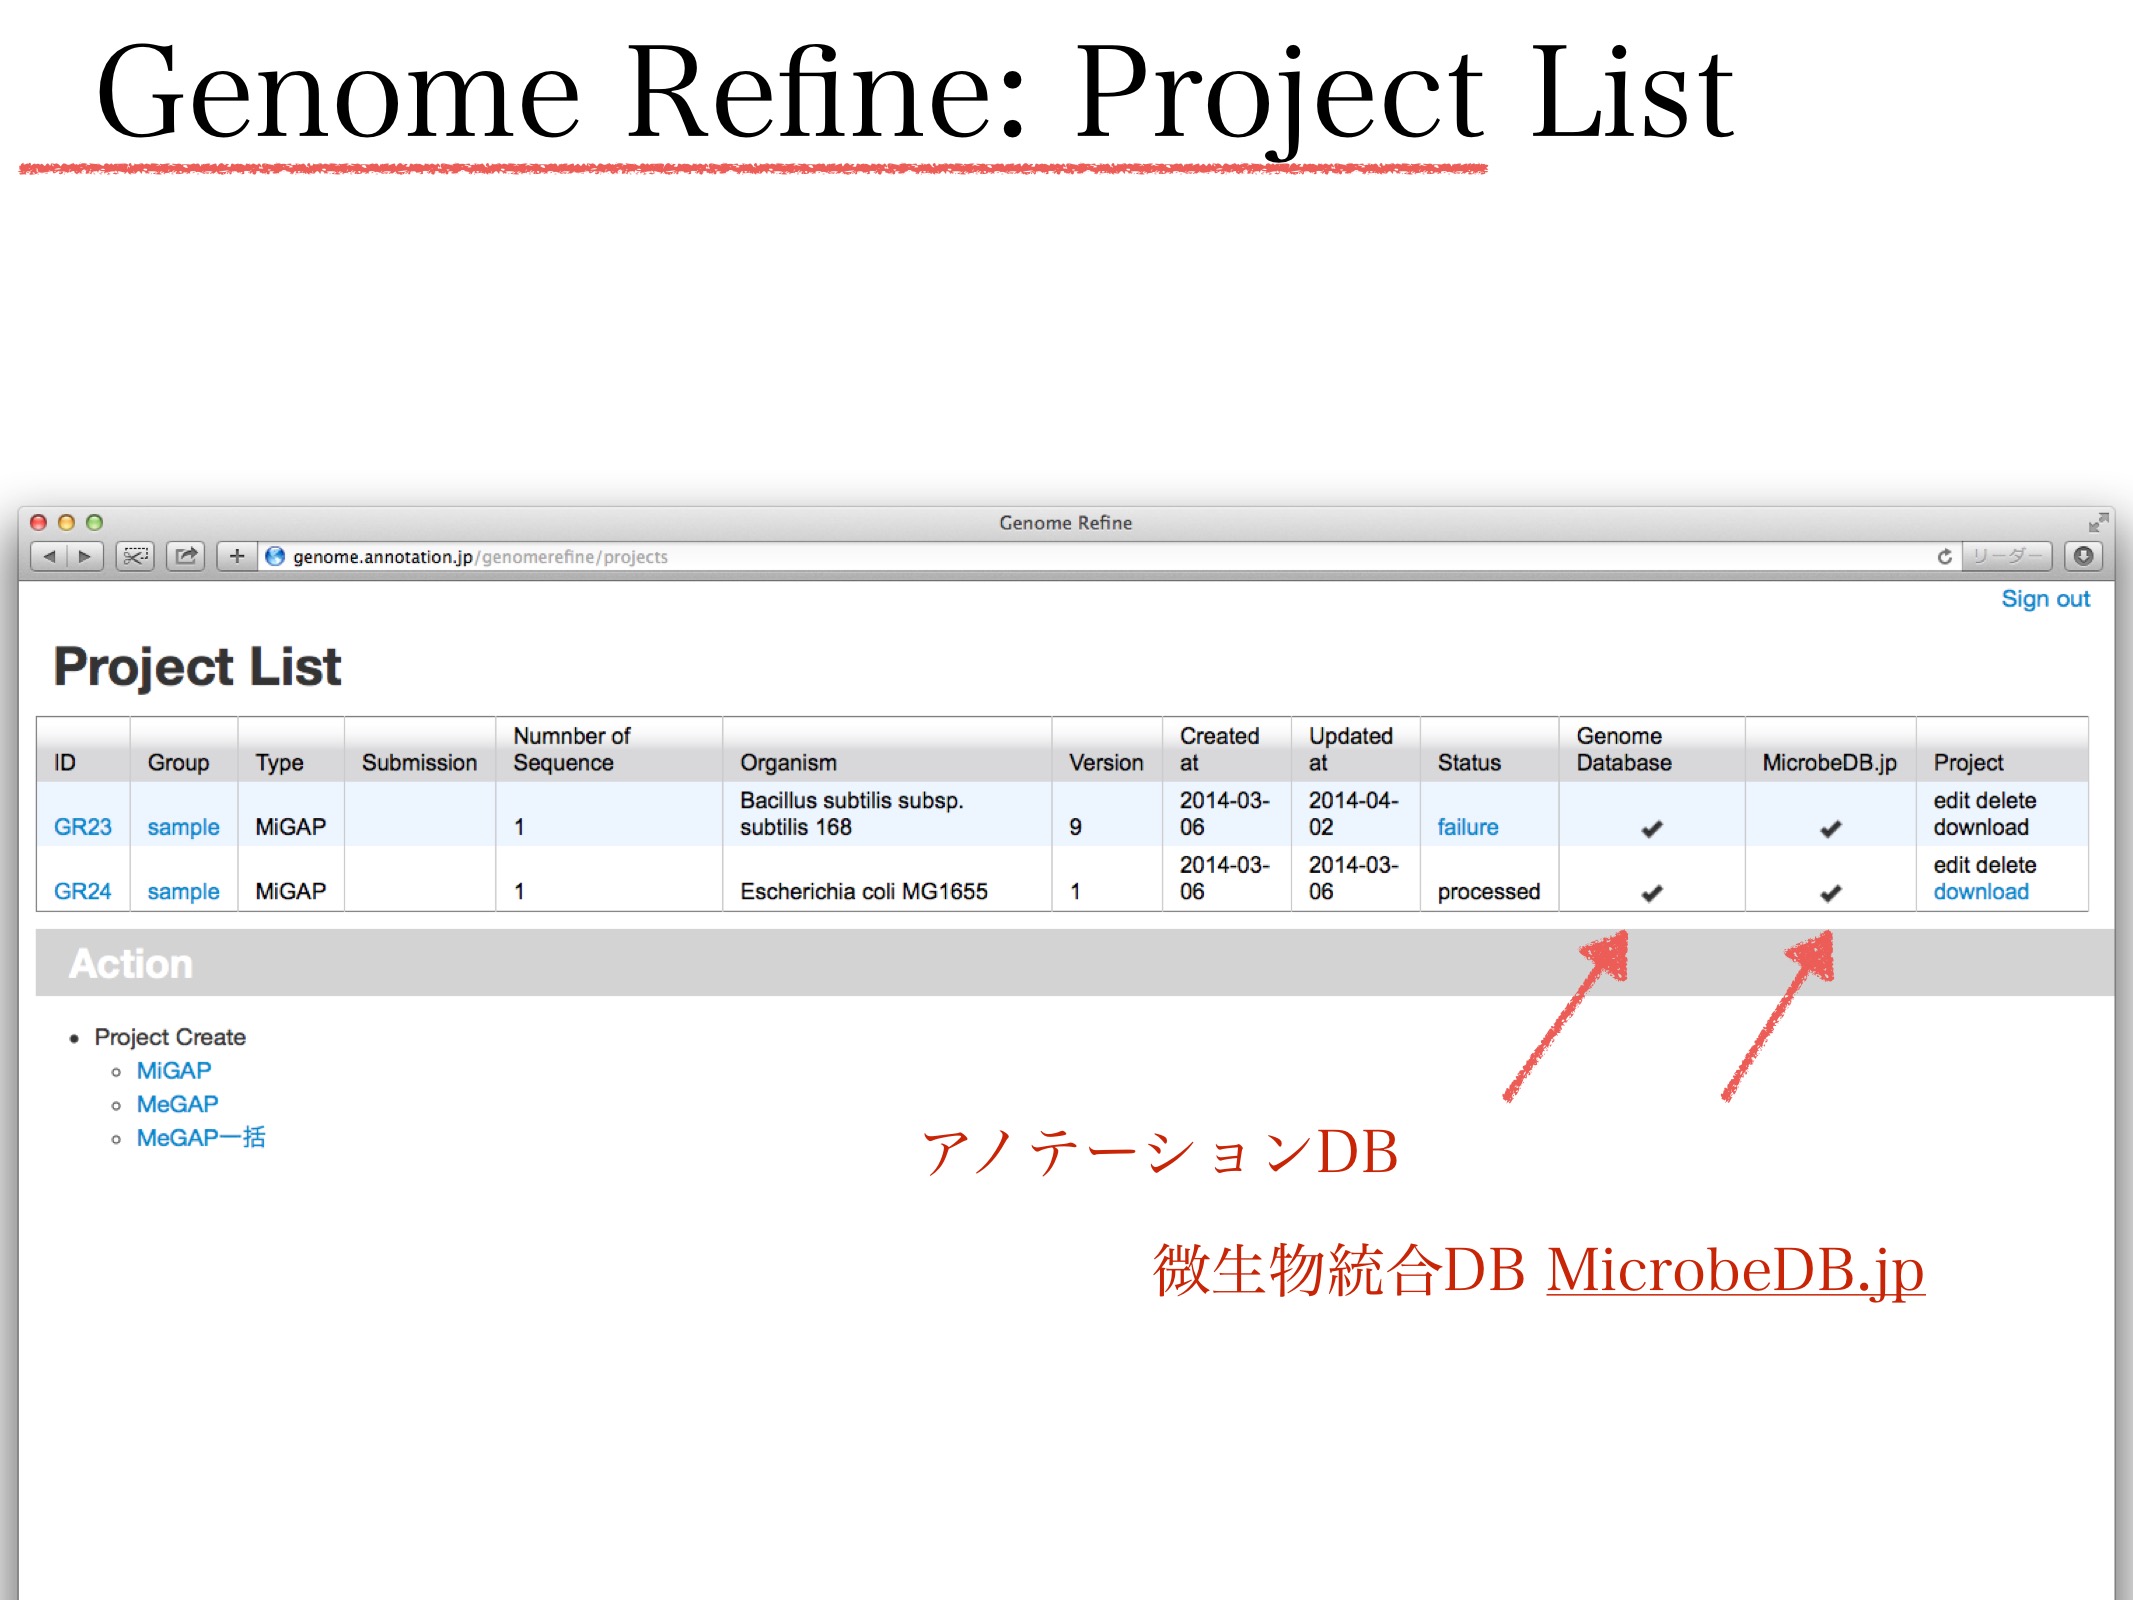 Genome Refine: Project List
Genome Refine
genome.annotation.jp/genomerefine/projects
リーダー
Sign out
Project List
ID Group Type Submission Numnber of Sequence Organism Version Created at Updated at Status Genome Database MicrobeDB.jp Project
GR23 sample MiGAP 1 Bacillus subtilis subsp. subtilis 168 9 2014-03-06 2014-04-02 failure ✔ ✔ edit delete download
GR24 sample MiGAP 1 Escherichia coli MG1655 1 2014-03-06 2014-03-06 processed ✔ ✔ edit delete download
Action
Project Create
MiGAP
MeGAP
MeGAP一括
アノテーションDB
微生物統合DB MicrobeDB.jp